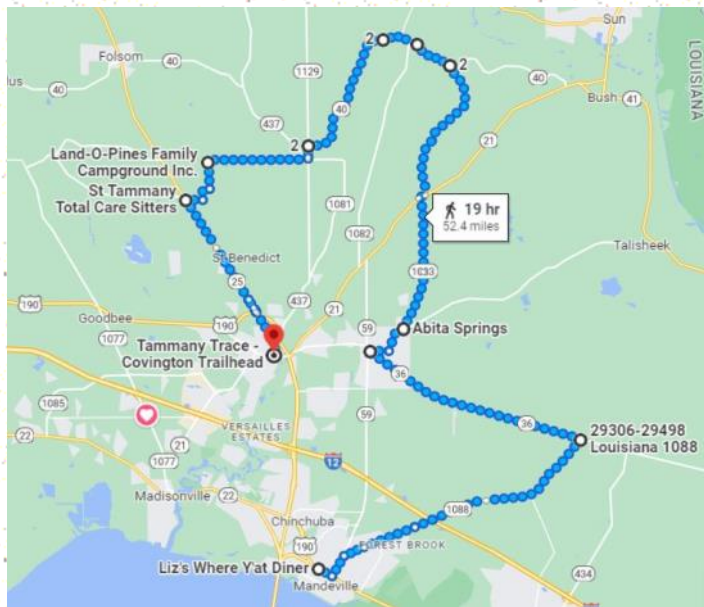 Sun
Folsom
LOUISIANA
2
2
40
1129
40
40
Bush
41
40
437
21
2
Land-O-Pines Family
Campground Inc.
St Tammany
Total Care Sitters
1081
19 hr
52.4 miles
1082
Talisheek
St Benedict
25
437
21
190
190
Goodbee
190
1077
59
Abita Springs
Tammany Trace -
Covington Trailhead
36
1085
59
36
29306-29498
Louisiana 1088
VERSAILLES
ESTATES
22
21
12
1077
Madisonville
22
1088
Chinchuba
190
FOREST BROOK
Liz's Where Y'at Diner
Mandeville
434